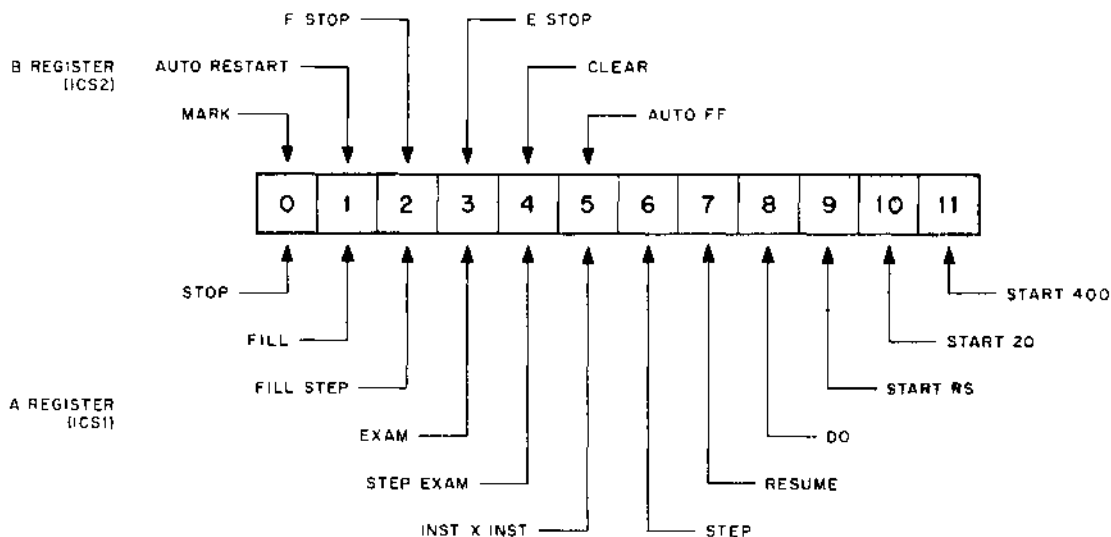 F STOP
E STOP
B REGISTER
(ICS2)
AUTO RESTART
CLEAR
MARK
AUTO FF
0 1 2 3 4 5 6 7 8 9 10 11
STOP
START 400
FILL
START 20
FILL STEP
START RS
A REGISTER
(ICS1)
EXAM
DO
STEP EXAM
RESUME
INST X INST
STEP